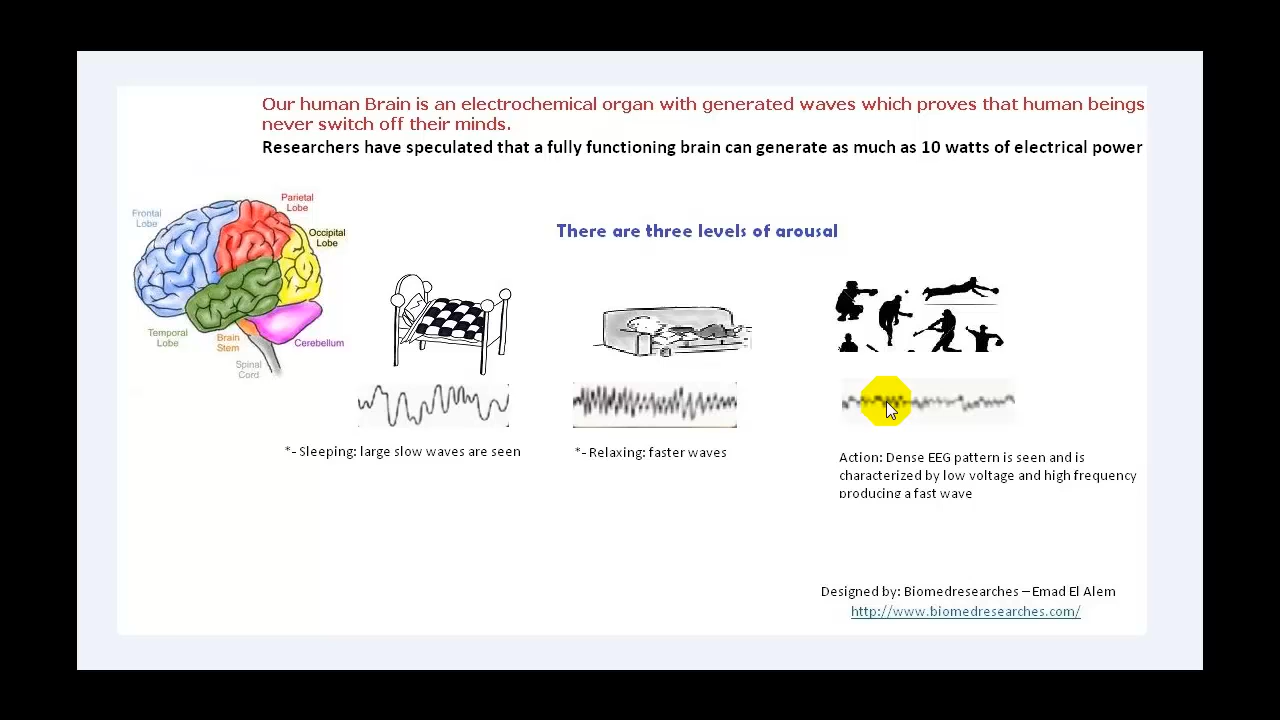 Our human Brain is an electrochemical organ with generated waves which proves that human beings
never switch off their minds.
Researchers have speculated that a fully functioning brain can generate as much as 10 watts of electrical power
Frontal
Lobe
Parietal
Lobe
Occipital
Lobe
Temporal
Lobe
Brain
Stem
Cerebellum
Spinal
Cord
There are three levels of arousal
*- Sleeping: large slow waves are seen
*- Relaxing: faster waves
Action: Dense EEG pattern is seen and is
characterized by low voltage and high frequency
producing a fast wave
Designed by: Biomedresearches – Emad El Alem
http://www.biomedresearches.com/